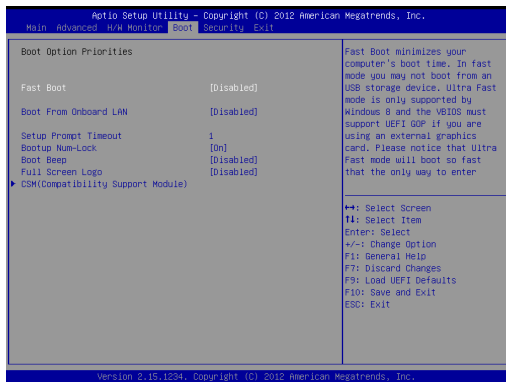 Aptio Setup Utility – Copyright (C) 2012 American Megatrends, Inc.
Main Advanced H/W Monitor Boot Security Exit
Boot Option Priorities
Fast Boot [Disabled]
Boot From Onboard LAN [Disabled]
Setup Prompt Timeout 1
Bootup Num-Lock [On]
Boot Beep [Disabled]
Full Screen Logo [Disabled]
CSM(Compatibility Support Module)
Fast Boot minimizes your
computer's boot time. In fast
mode you may not boot from an
USB storage device. Ultra Fast
mode is only supported by
Windows 8 and the VBIOS must
support UEFI GOP if you are
using an external graphics
card. Please notice that Ultra
Fast mode will boot so fast
that the only way to enter
↔: Select Screen
↑↓: Select Item
Enter: Select
+/-: Change Option
F1: General Help
F7: Discard Changes
F9: Load UEFI Defaults
F10: Save and Exit
ESC: Exit
Version 2.15.1234. Copyright (C) 2012 American Megatrends, Inc.